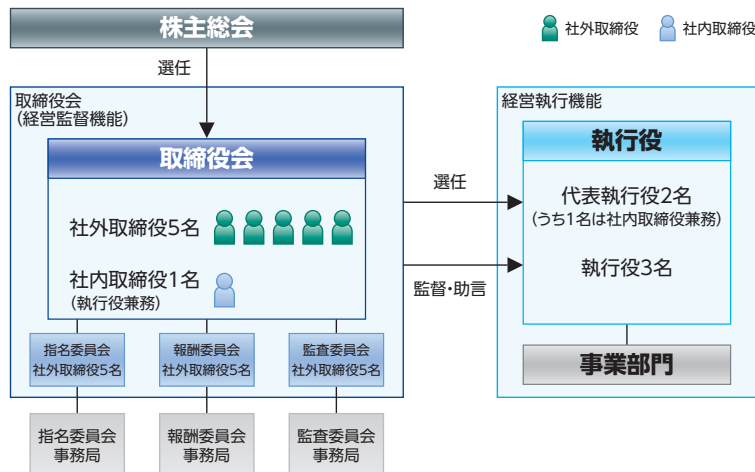 株主総会
社外取締役
社内取締役
選任
取締役会
(経営監督機能)
取締役会
社外取締役5名
社内取締役1名
(執行役兼務)
指名委員会
社外取締役5名
報酬委員会
社外取締役5名
監査委員会
社外取締役5名
指名委員会
事務局
報酬委員会
事務局
監査委員会
事務局
選任
監督・助言
経営執行機能
執行役
代表執行役2名
(うち1名は社内取締役兼務)
執行役3名
事業部門